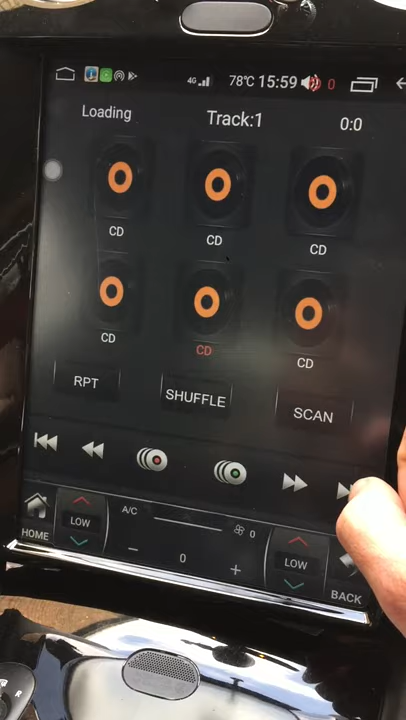 4G 78℃ 15:59 0
Loading Track:1 0:0
CD CD CD
CD CD CD
RPT SHUFFLE SCAN
A/C 0
HOME LOW - 0 + LOW BACK
R